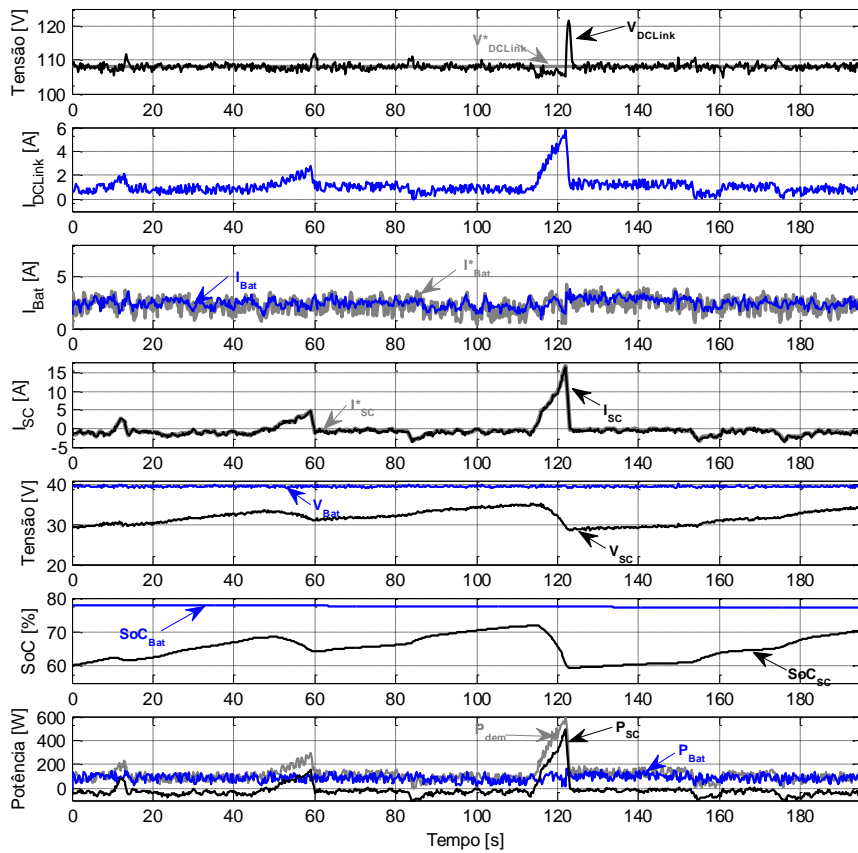 Tensão [V]
120
110
100
V*DCLink
VDCLink
0 20 40 60 80 100 120 140 160 180
IDCLink [A]
6
4
2
0
0 20 40 60 80 100 120 140 160 180
IBat [A]
5
0
IBat
I*Bat
0 20 40 60 80 100 120 140 160 180
ISC [A]
15
10
5
0
-5
I*SC
ISC
0 20 40 60 80 100 120 140 160 180
Tensão [V]
40
30
20
VBat
VSC
0 20 40 60 80 100 120 140 160 180
SoC [%]
80
70
60
SoCBat
SoCSC
0 20 40 60 80 100 120 140 160 180
Potência [W]
600
400
200
0
Pdem
PSC
PBat
0 20 40 60 80 100 120 140 160 180
Tempo [s]